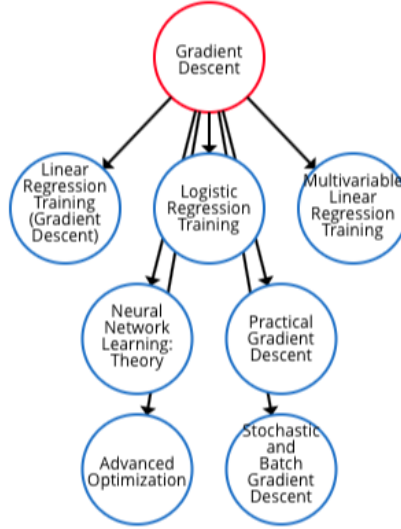 Gradient
Descent
Linear
Regression
Training
(Gradient
Descent)
Logistic
Regression
Training
Multivariable
Linear
Regression
Training
Neural
Network
Learning:
Theory
Practical
Gradient
Descent
Advanced
Optimization
Stochastic
and
Batch
Gradient
Descent